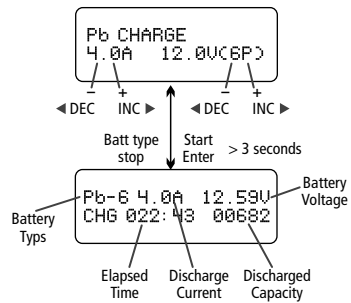 Pb CHARGE
4.0A 12.0V(6P)
− +
◄DEC INC►
− +
◄DEC INC►
Batt type
stop
Start
Enter
> 3 seconds
Pb-6 4.0A 12.59V
CHG 022:43 00682
Battery
Typs
Battery
Voltage
Elapsed
Time
Discharge
Current
Discharged
Capacity